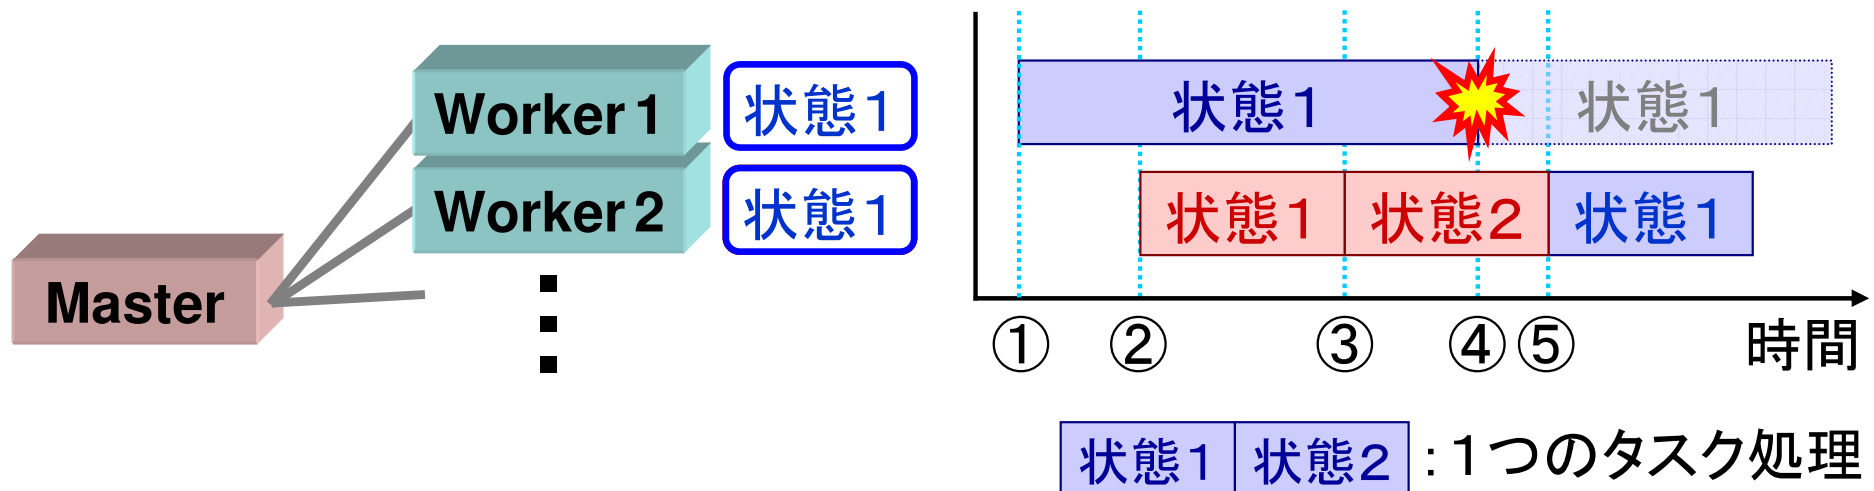 Worker 1
状態1
Worker 2
状態1
Master
状態1
状態1
状態1
状態2
状態1
①
②
③
④
⑤
時間
状態1
状態2
:1つのタスク処理